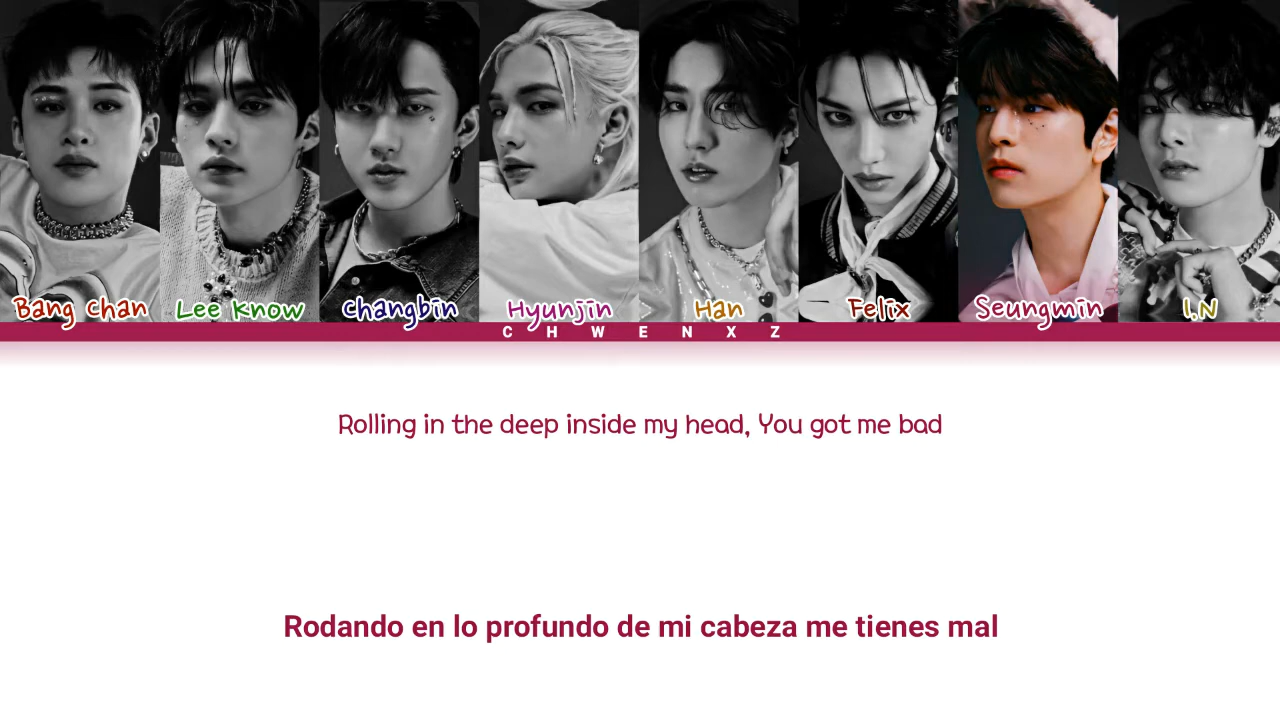 Bang Chan
Lee Know
Changbin
Hyunjin
Han
Felix
Seungmin
I.N
CHWENXZ
Rolling in the deep inside my head, You got me bad
Rodando en lo profundo de mi cabeza me tienes mal